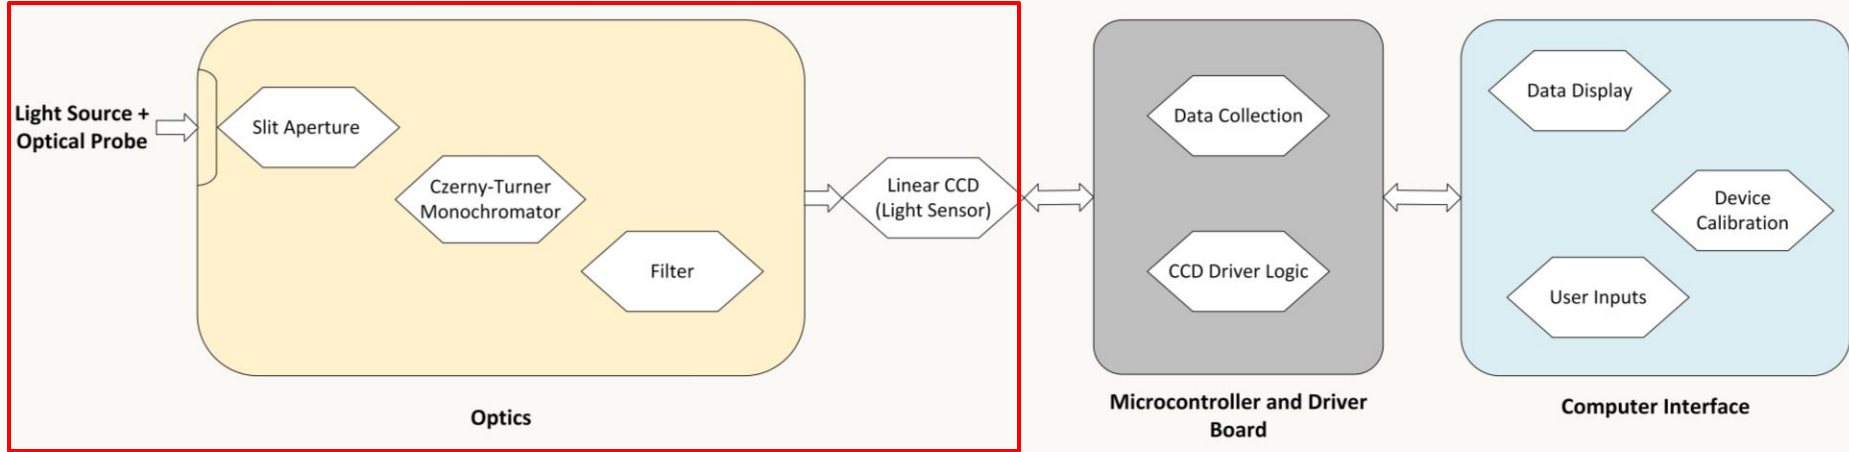 Light Source +
Optical Probe
Slit Aperture
Czerny-Turner
Monochromator
Filter
Optics
Linear CCD
(Light Sensor)
Data Collection
CCD Driver Logic
Microcontroller and Driver
Board
Data Display
Device
Calibration
User Inputs
Computer Interface